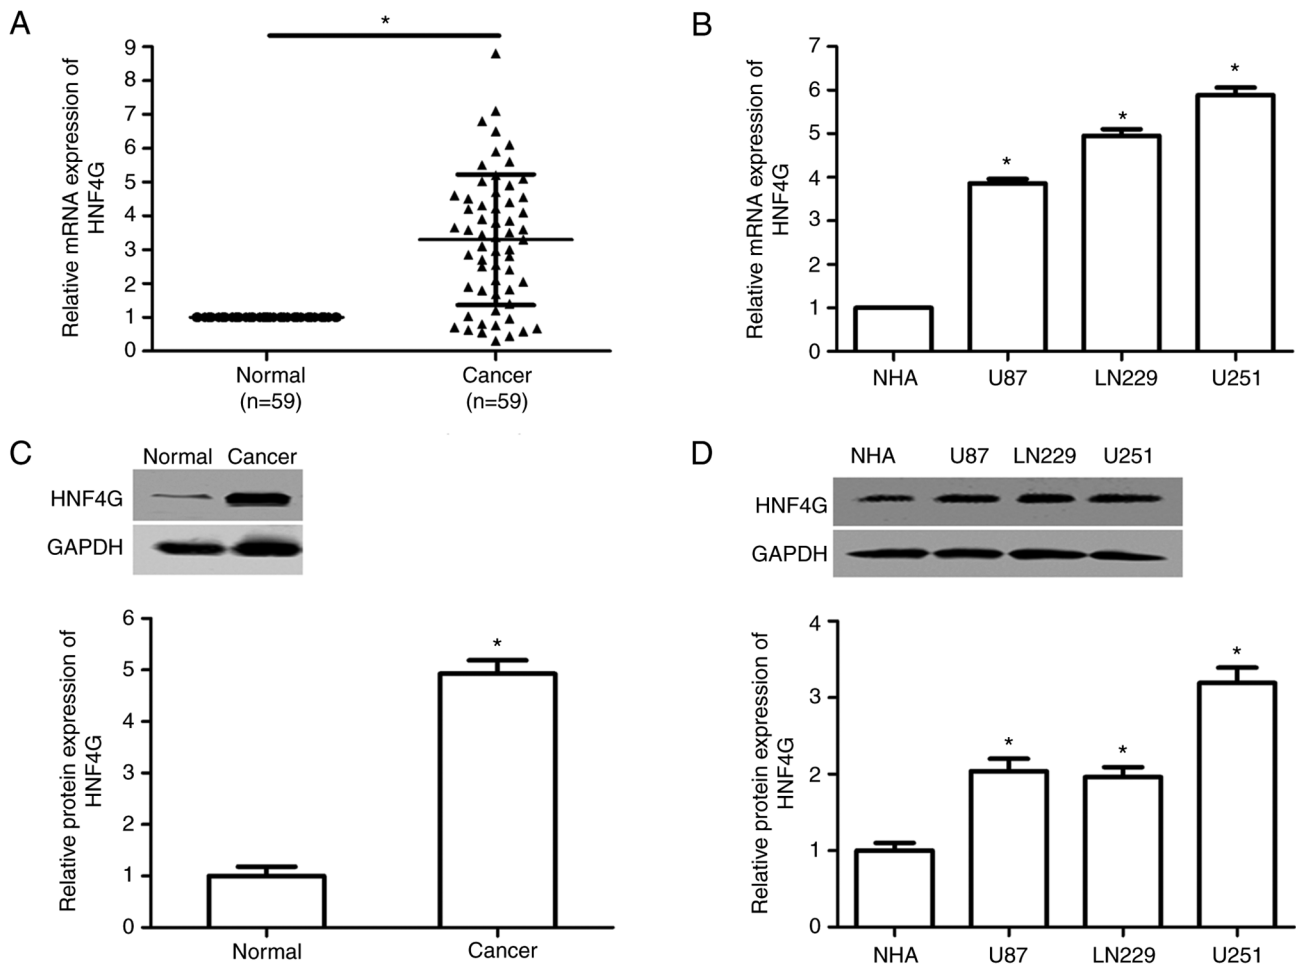 A
*
Relative mRNA expression of
HNF4G
9
8
7
6
5
4
3
2
1
0
Normal
(n=59)
Cancer
(n=59)
B
Relative mRNA expression of
HNF4G
7
6
5
4
3
2
1
0
*
*
*
NHA
U87
LN229
U251
C
Normal
Cancer
HNF4G
GAPDH
Relative protein expression of
HNF4G
6
5
4
3
2
1
0
*
Normal
Cancer
D
NHA
U87
LN229
U251
HNF4G
GAPDH
Relative protein expression of
HNF4G
4
3
2
1
0
*
*
*
NHA
U87
LN229
U251